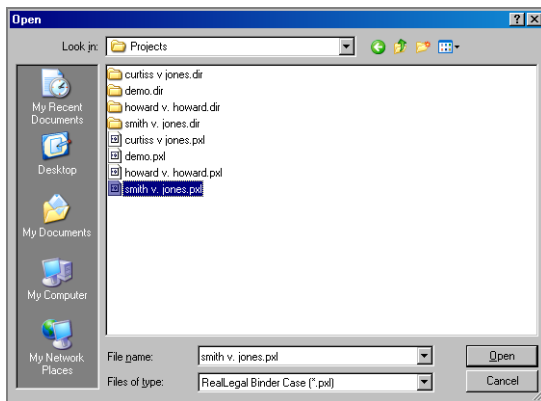 Open
Look in:
Projects
My Recent
Documents
Desktop
My Documents
My Computer
My Network
Places
curtiss v jones.dir
demo.dir
howard v. howard.dir
smith v. jones.dir
curtiss v jones.pxl
demo.pxl
howard v. howard.pxl
smith v. jones.pxl
File name:
smith v. jones.pxl
Open
Files of type:
RealLegal Binder Case (*.pxl)
Cancel